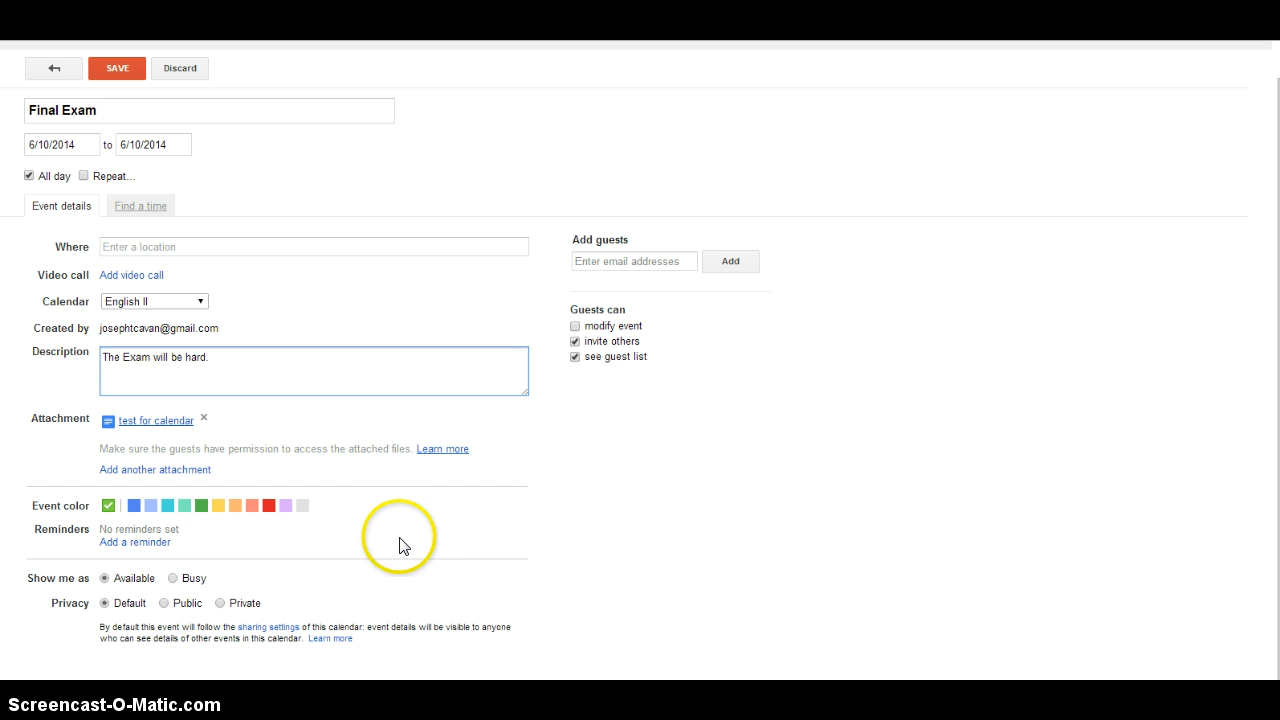 SAVE Discard
Final Exam
6/10/2014 to 6/10/2014
All day Repeat...
Event details Find a time
Where Enter a location
Video call Add video call
Calendar English II
Created by josephtcavan@gmail.com
Description The Exam will be hard.
Attachment test for calendar
Make sure the guests have permission to access the attached files. Learn more
Add another attachment
Event color
Reminders No reminders set
Add a reminder
Show me as Available Busy
Privacy Default Public Private
By default this event will follow the sharing settings of this calendar: event details will be visible to anyone
who can see details of other events in this calendar. Learn more
Add guests
Enter email addresses Add
Guests can
modify event
invite others
see guest list
Screencast-O-Matic.com